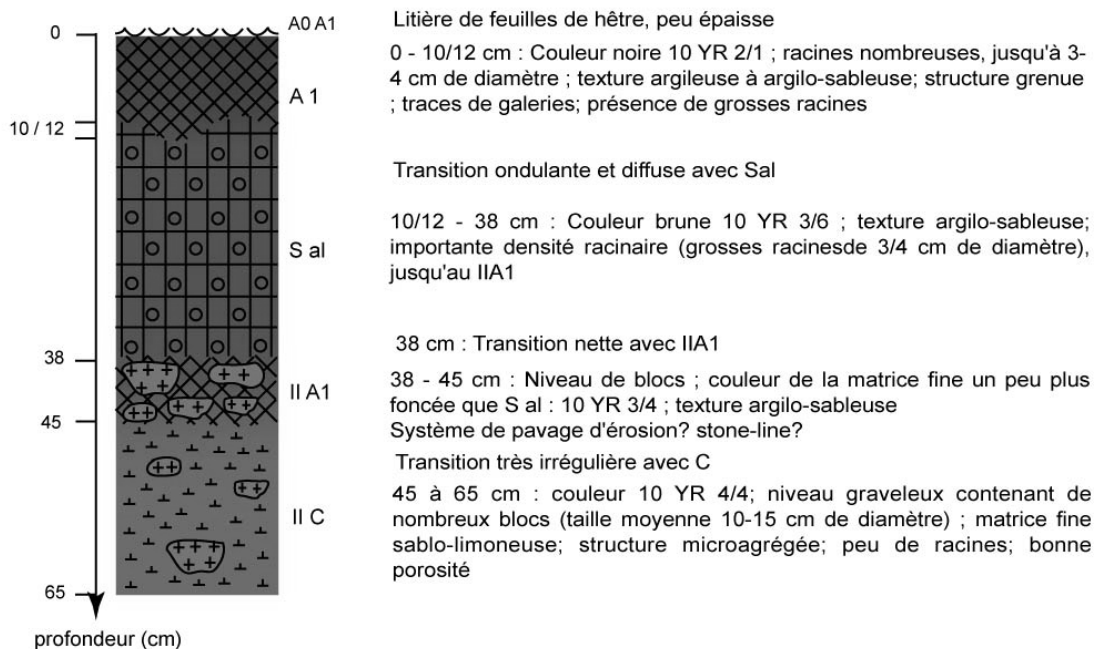 0
A0 A1
Litière de feuilles de hêtre, peu épaisse
0 - 10/12 cm : Couleur noire 10 YR 2/1 ; racines nombreuses, jusqu'à 3-
4 cm de diamètre ; texture argileuse à argilo-sableuse; structure grenue
; traces de galeries; présence de grosses racines
A 1
10 / 12
Transition ondulante et diffuse avec Sal
10/12 - 38 cm : Couleur brune 10 YR 3/6 ; texture argilo-sableuse;
importante densité racinaire (grosses racinesde 3/4 cm de diamètre),
jusqu'au IIA1
S al
38 cm : Transition nette avec IIA1
38
38 - 45 cm : Niveau de blocs ; couleur de la matrice fine un peu plus
foncée que S al : 10 YR 3/4 ; texture argilo-sableuse
Système de pavage d'érosion? stone-line?
II A1
45
Transition très irrégulière avec C
45 à 65 cm : couleur 10 YR 4/4; niveau graveleux contenant de
nombreux blocs (taille moyenne 10-15 cm de diamètre) ; matrice fine
sablo-limoneuse; structure microagrégée; peu de racines; bonne
porosité
II C
65
profondeur (cm)